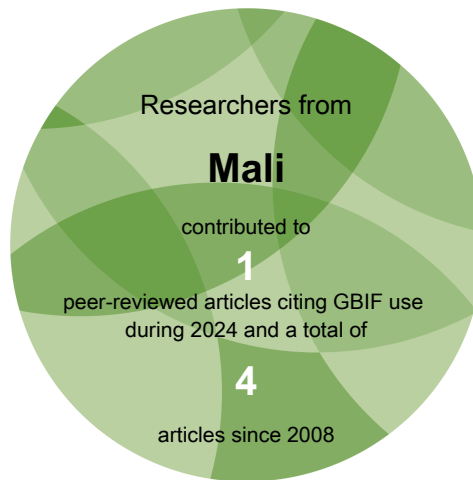 Researchers from
Mali
contributed to
1
peer-reviewed articles citing GBIF use
during 2024 and a total of
4
articles since 2008